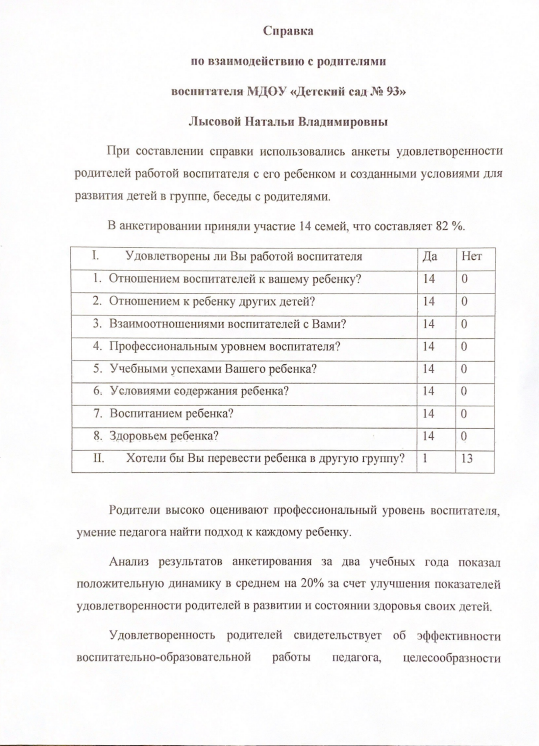 Справка
по взаимодействию с родителями
воспитателя МДОУ «Детский сад № 93»
Лысовой Натальи Владимировны
При составлении справки использовались анкеты удовлетворенности
родителей работой воспитателя с его ребенком и созданными условиями для
развития детей в группе, беседы с родителями.
В анкетировании приняли участие 14 семей, что составляет 82 %.
I. Удовлетворены ли Вы работой воспитателя Да Нет
1. Отношением воспитателей к вашему ребенку? 14 0
2. Отношением к ребенку других детей? 14 0
3. Взаимоотношениями воспитателей с Вами? 14 0
4. Профессиональным уровнем воспитателя? 14 0
5. Учебными успехами Вашего ребенка? 14 0
6. Условиями содержания ребенка? 14 0
7. Воспитанием ребенка? 14 0
8. Здоровьем ребенка? 14 0
II. Хотели бы Вы перевести ребенка в другую группу? 1 13
Родители высоко оценивают профессиональный уровень воспитателя,
умение педагога найти подход к каждому ребенку.
Анализ результатов анкетирования за два учебных года показал
положительную динамику в среднем на 20% за счет улучшения показателей
удовлетворенности родителей в развитии и состоянии здоровья своих детей.
Удовлетворенность родителей свидетельствует об эффективности
воспитательно-образовательной работы педагога, целесообразности